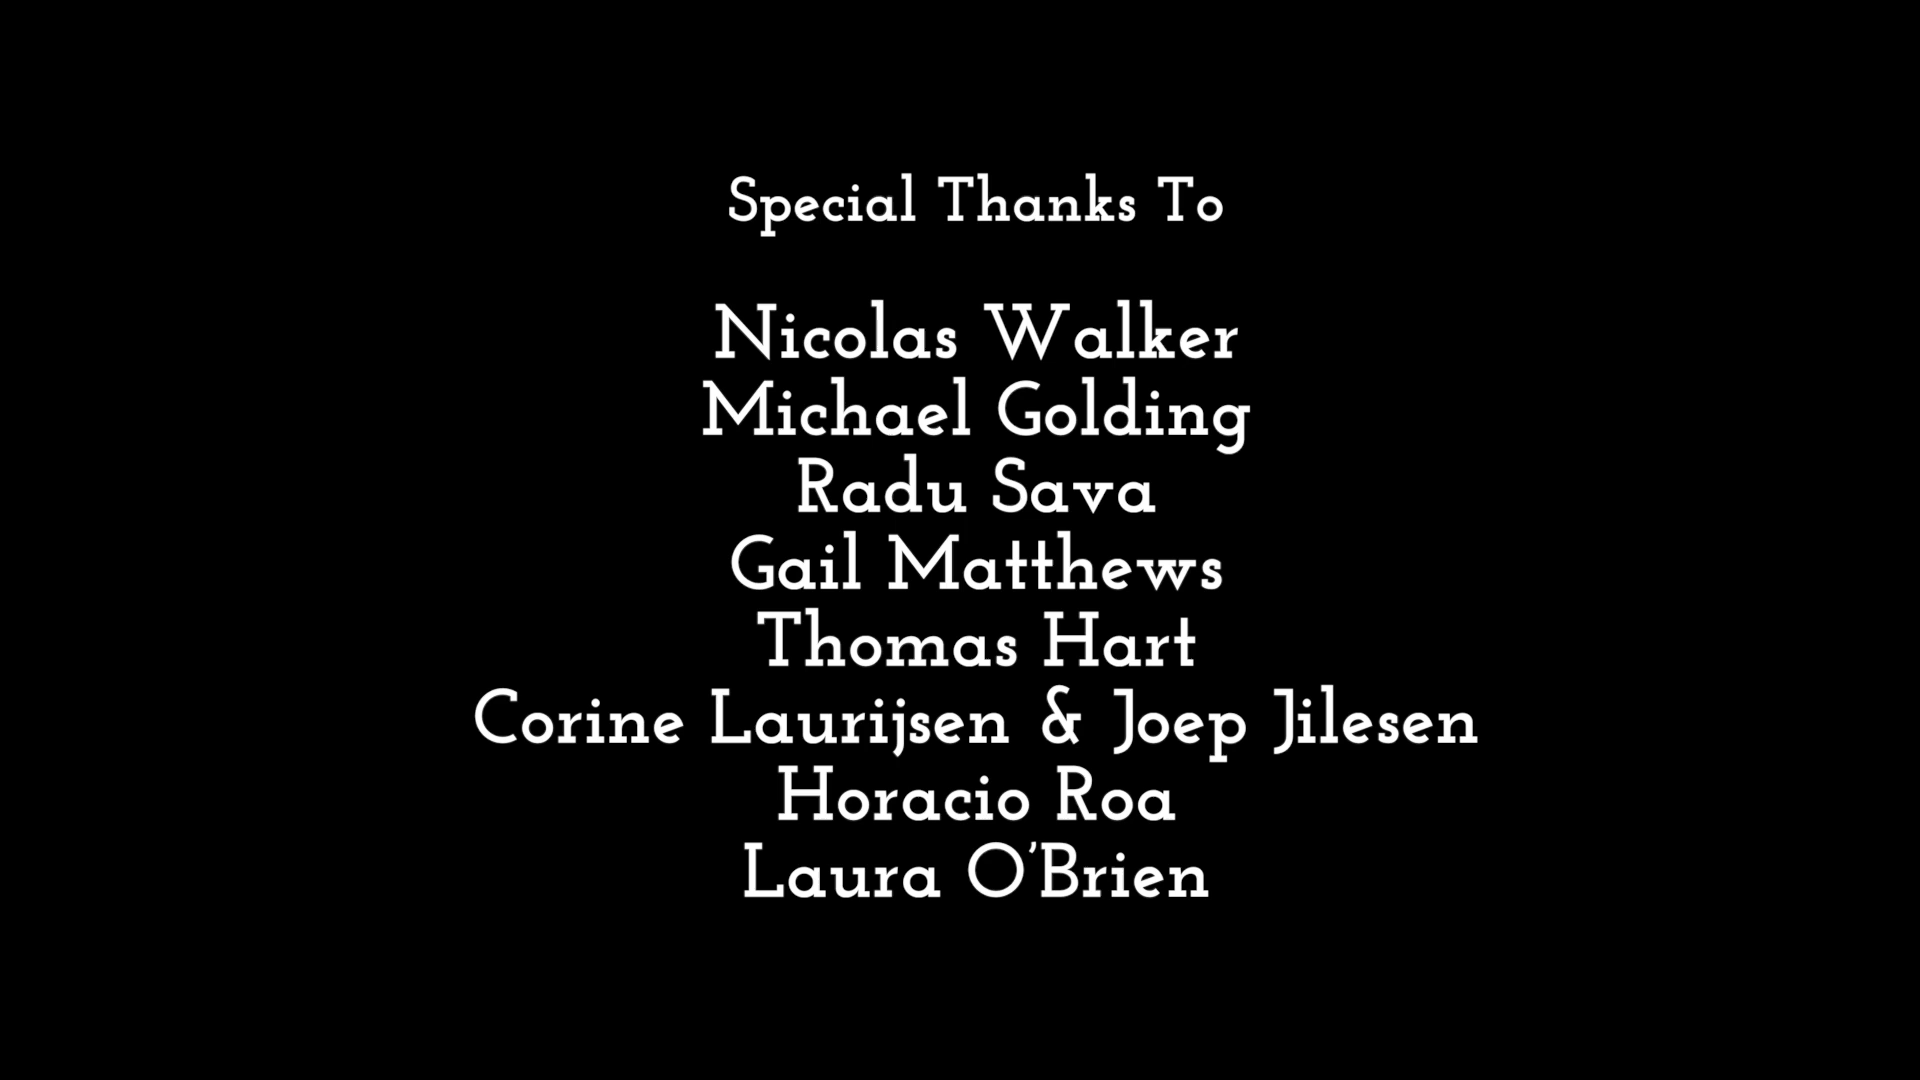 Special Thanks To
Nicolas Walker
Michael Golding
Radu Sava
Gail Matthews
Thomas Hart
Corine Laurijsen & Joep Jilesen
Horacio Roa
Laura O'Brien